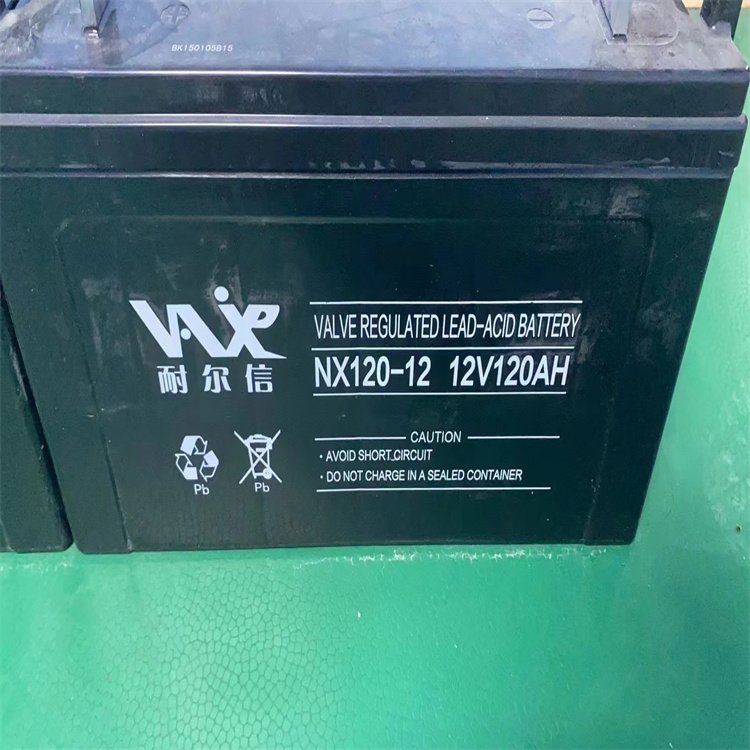 BK150105B15
VALVE REGULATED LEAD-ACID BATTERY
耐尔信
NX120-12 12V120AH
CAUTION
· AVOID SHORT CIRCUIT
· DO NOT CHARGE IN A SEALED CONTAINER
Pb
Pb